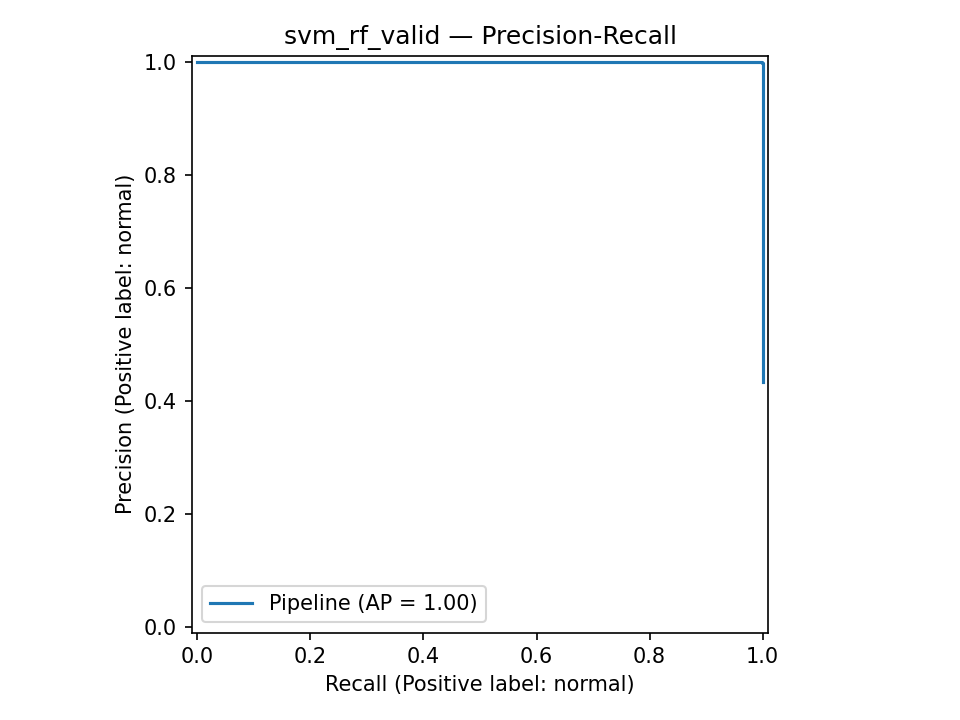 svm_rf_valid — Precision-Recall
1.0
0.8
0.6
0.4
0.2
0.0
Precision (Positive label: normal)
Pipeline (AP = 1.00)
0.0 0.2 0.4 0.6 0.8 1.0
Recall (Positive label: normal)